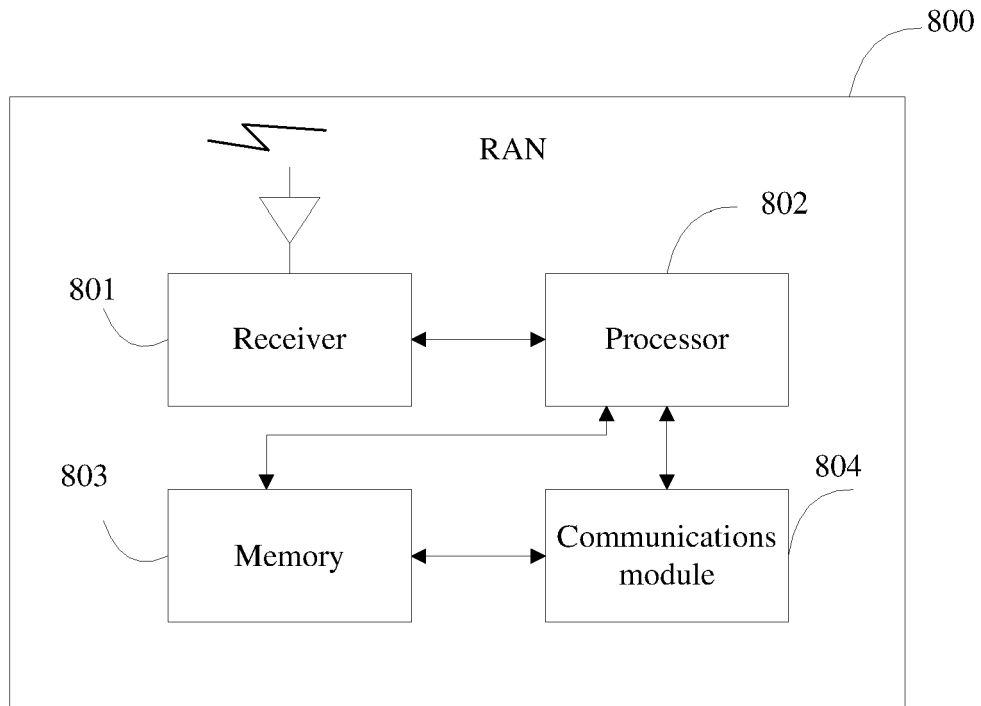 800
RAN
802
801
Receiver
Processor
803
804
Memory
Communications
module